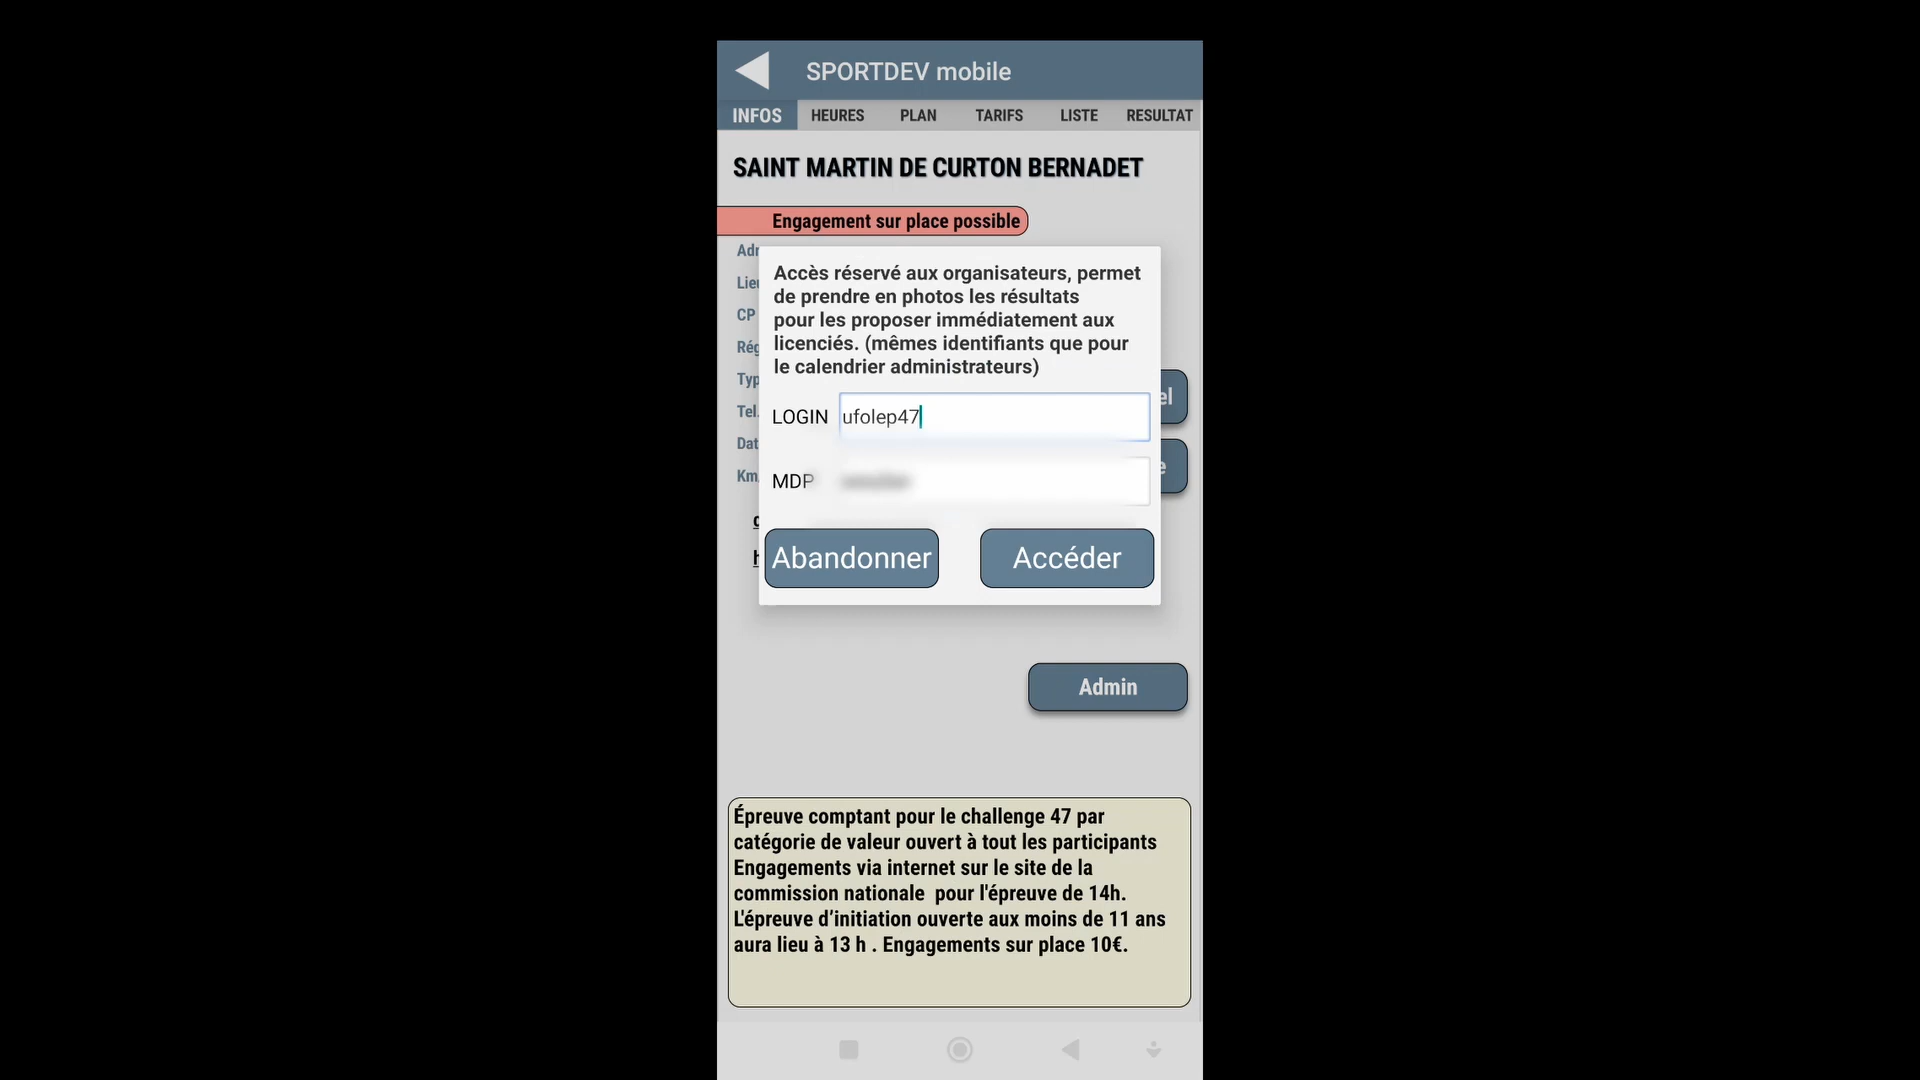 SPORTDEV mobile
INFOS HEURES PLAN TARIFS LISTE RESULTAT
SAINT MARTIN DE CURTON BERNADET
Engagement sur place possible
Accès réservé aux organisateurs, permet
de prendre en photos les résultats
pour les proposer immédiatement aux
licenciés. (mêmes identifiants que pour
le calendrier administrateurs)
CP
Tel.
LOGIN ufolep47
MDP
Abandonner Accéder
Admin
Épreuve comptant pour le challenge 47 par
catégorie de valeur ouvert à tout les participants
Engagements via internet sur le site de la
commission nationale pour l'épreuve de 14h.
L'épreuve d’initiation ouverte aux moins de 11 ans
aura lieu à 13 h . Engagements sur place 10€.